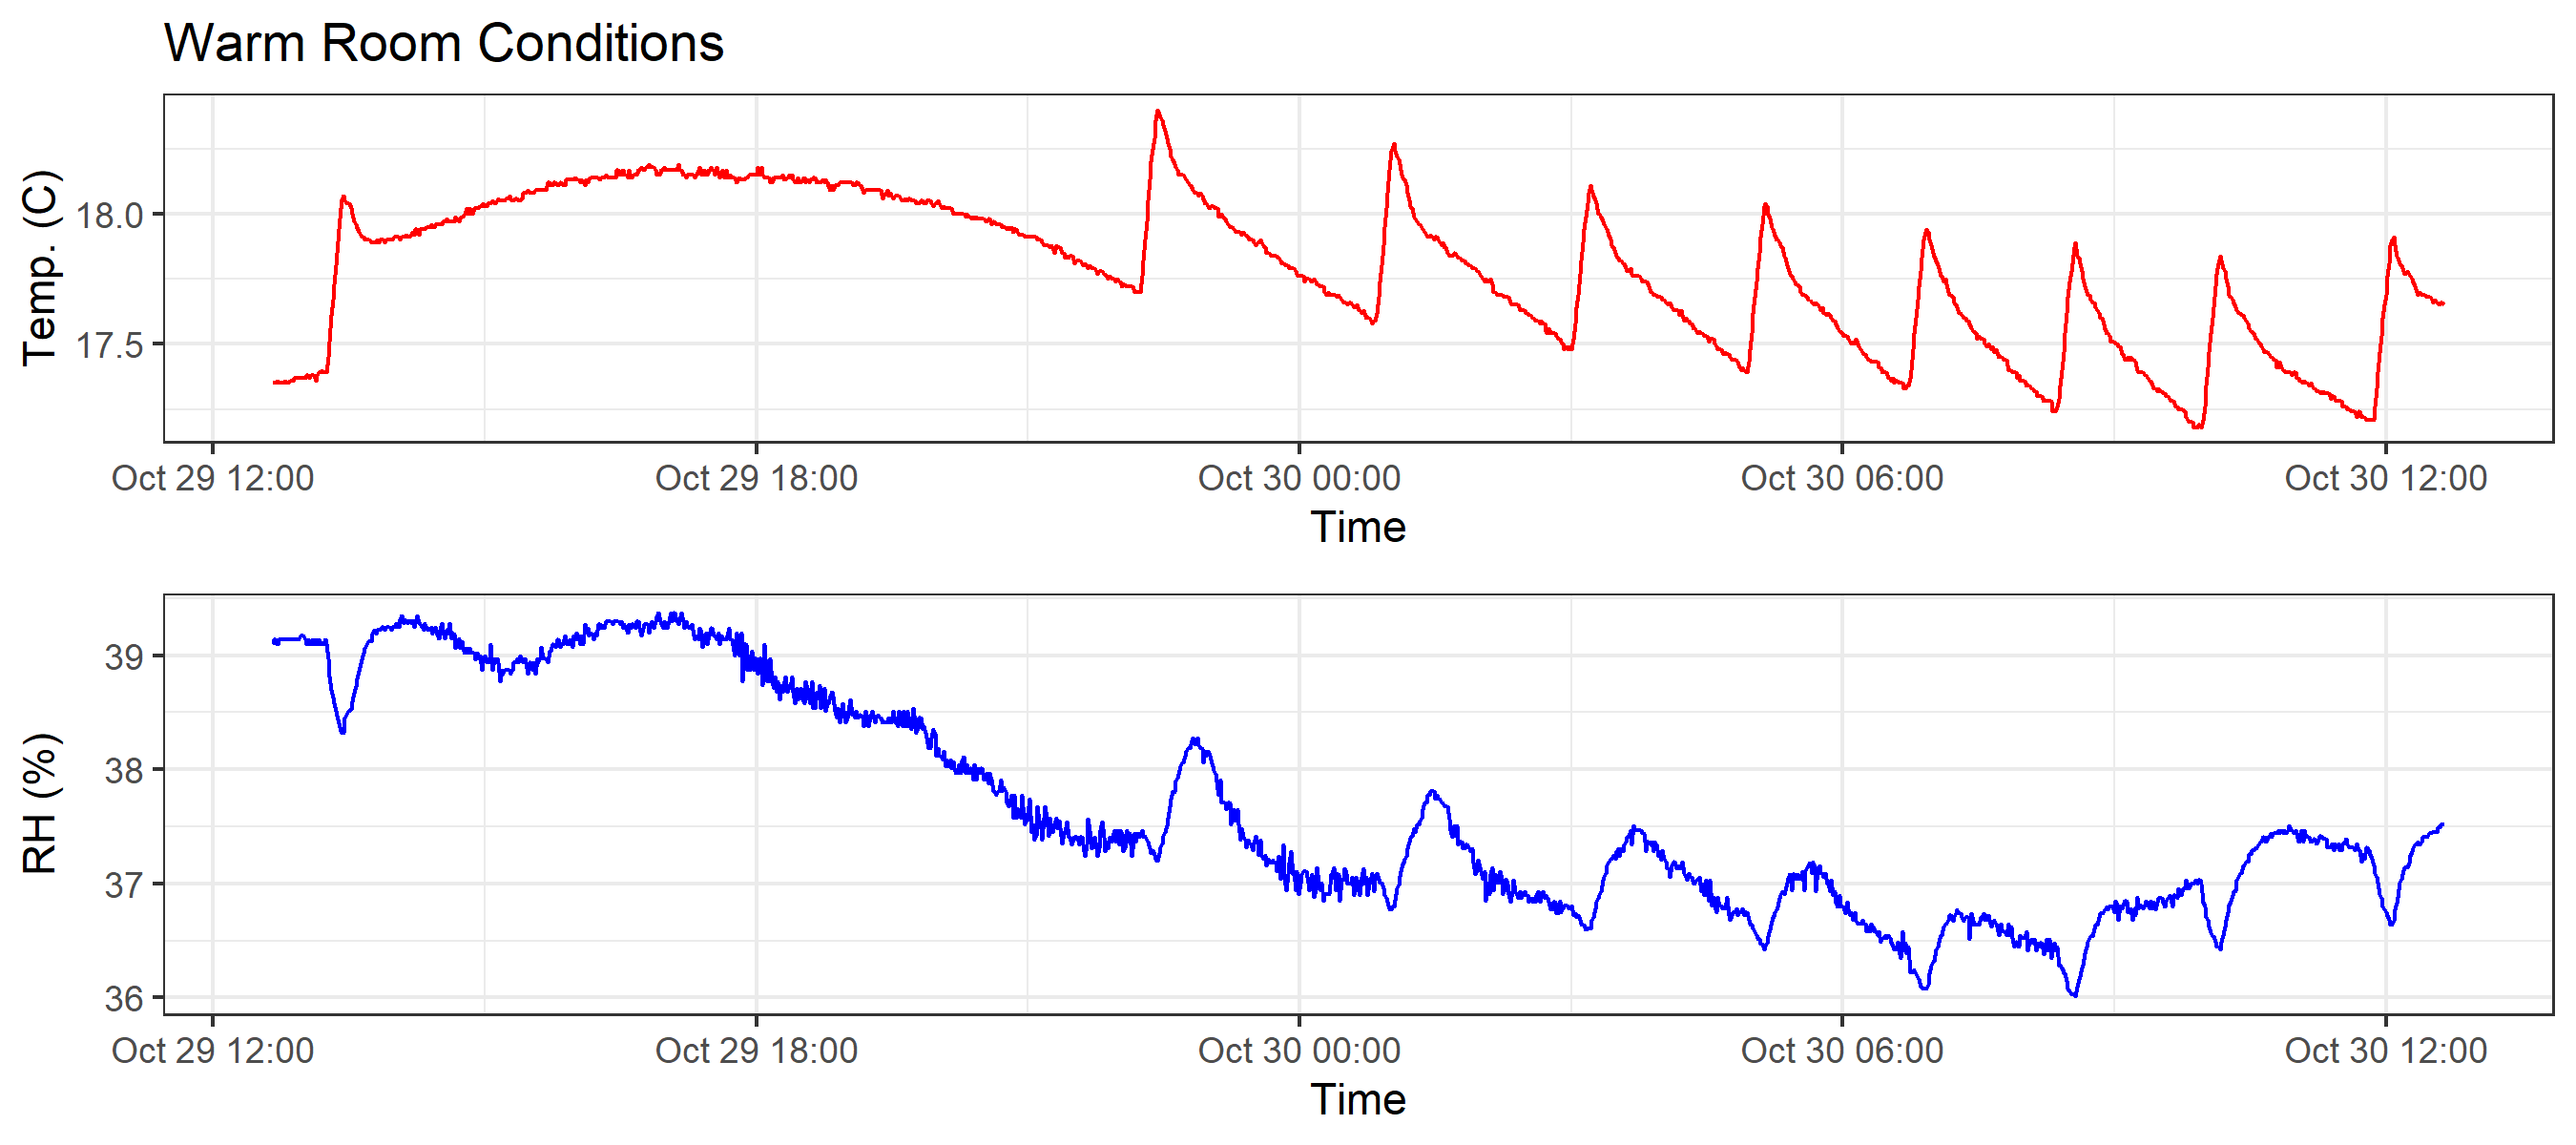 Warm Room Conditions
Temp. (C)
18.0
17.5
Oct 29 12:00 Oct 29 18:00 Oct 30 00:00 Oct 30 06:00 Oct 30 12:00
Time
RH (%)
39
38
37
36
Oct 29 12:00 Oct 29 18:00 Oct 30 00:00 Oct 30 06:00 Oct 30 12:00
Time